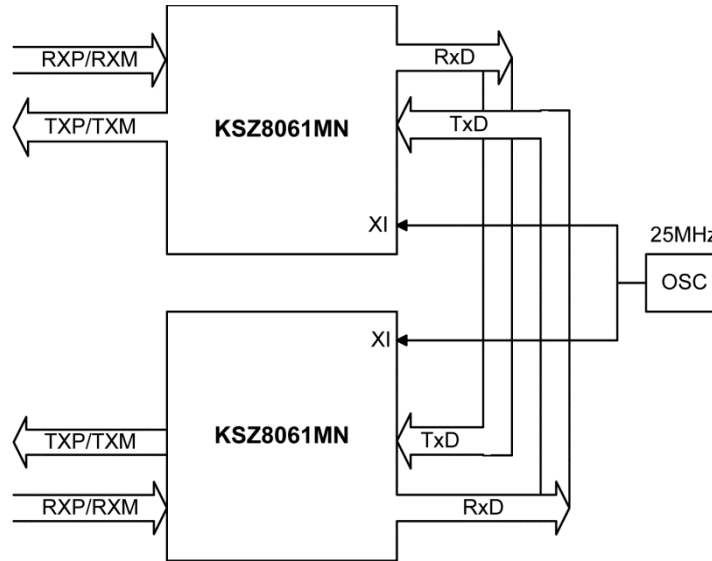 RXP/RXM
RxD
TXP/TXM
KSZ8061MN
TxD
XI
25MHz
OSC
XI
TXP/TXM
KSZ8061MN
TxD
RXP/RXM
RxD